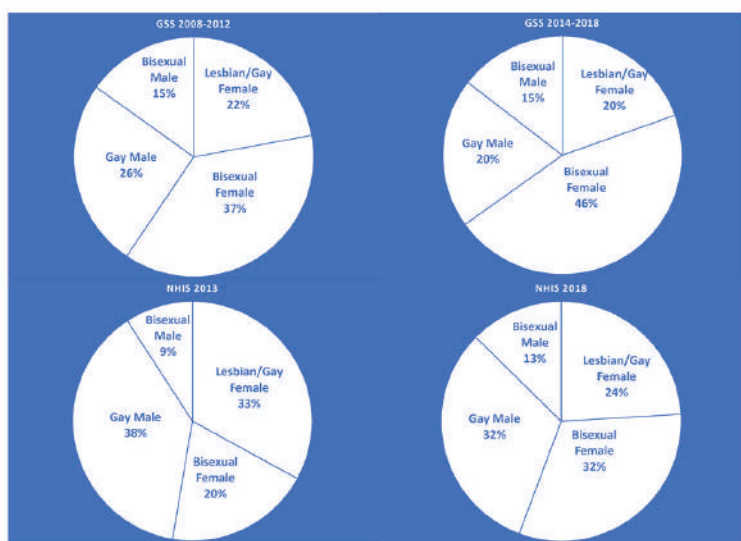 GSS 2008-2012
Bisexual
Male
15%
Lesbian/Gay
Female
22%
Gay Male
26%
Bisexual
Female
37%
GSS 2014-2018
Bisexual
Male
15%
Lesbian/Gay
Female
20%
Gay Male
20%
Bisexual
Female
46%
NHIS 2013
Bisexual
Male
9%
Lesbian/Gay
Female
33%
Gay Male
38%
Bisexual
Female
20%
NHIS 2018
Bisexual
Male
13%
Lesbian/Gay
Female
24%
Gay Male
32%
Bisexual
Female
32%